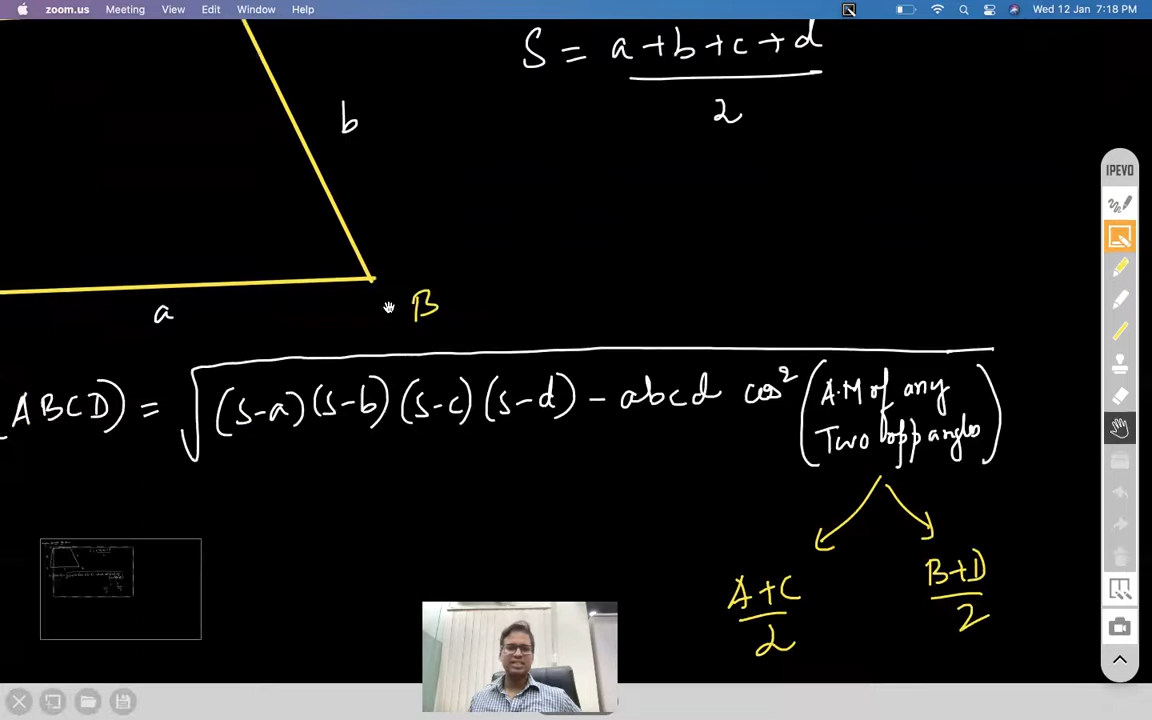 zoom.us Meeting View Edit Window Help Wed 12 Jan 7:18 PM
S = a+b+c+d
2
b
IPEVO
a
B
ABCD) = √(S-a)(S-b)(S-c)(S-d) - abcd cos² (A.M of any
Two opp angles)
A+C
2
B+D
2